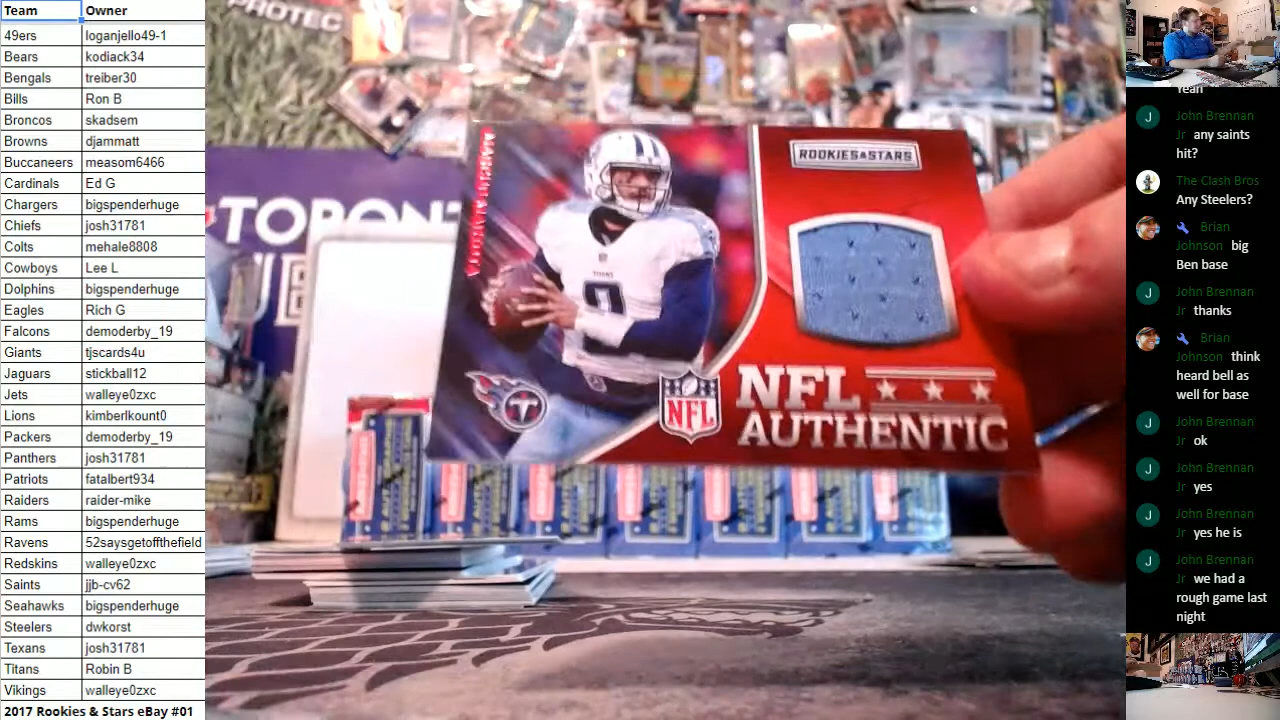 Team Owner
49ers loganjello49-1
Bears kodiack34
Bengals treiber30
Bills Ron B
Broncos skadsem
Browns djammatt
Buccaneers measom6466
Cardinals Ed G
Chargers bigspenderhuge
Chiefs josh31781
Colts mehale8808
Cowboys Lee L
Dolphins bigspenderhuge
Eagles Rich G
Falcons demoderby_19
Giants tjscards4u
Jaguars stickball12
Jets walleye0zxc
Lions kimberlkount0
Packers demoderby_19
Panthers josh31781
Patriots fatalbert934
Raiders raider-mike
Rams bigspenderhuge
Ravens 52saysgetoffthefield
Redskins walleye0zxc
Saints jjb-cv62
Seahawks bigspenderhuge
Steelers dwkorst
Texans josh31781
Titans Robin B
Vikings walleye0zxc
2017 Rookies & Stars eBay #01
PROTEC
TORON
ROOKIES & STARS
TITANS
8
T
NFL
NFL
AUTHENTIC
Yeah
John Brennan
Jr any saints
hit?
The Clash Bros
Any Steelers?
Brian
Johnson big
Ben base
John Brennan
Jr thanks
Brian
Johnson think
heard bell as
well for base
John Brennan
Jr ok
John Brennan
Jr yes
John Brennan
Jr yes he is
John Brennan
Jr we had a
rough game last
night
J
J
J
J
J
J